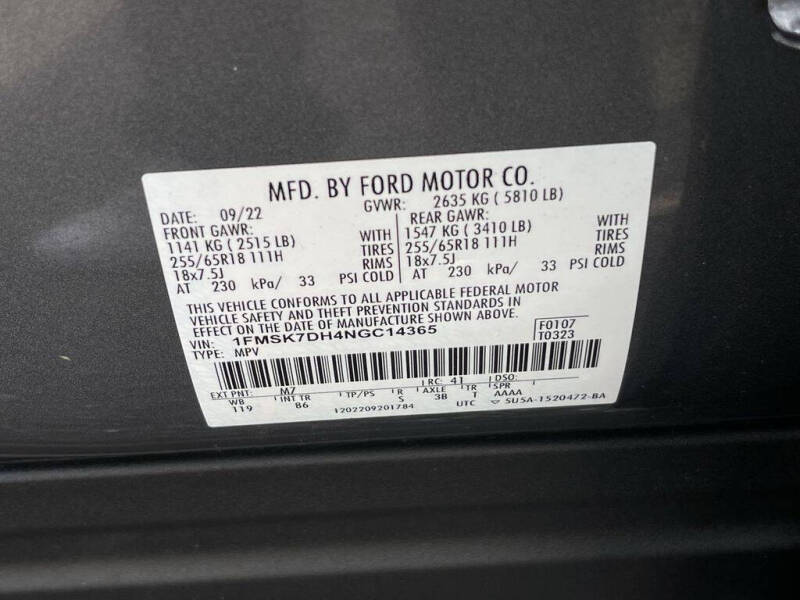 MFD. BY FORD MOTOR CO.
DATE: 09/22 GVWR: 2635 KG ( 5810 LB)
FRONT GAWR: REAR GAWR:
1141 KG ( 2515 LB) WITH 1547 KG ( 3410 LB) WITH
255/65R18 111H TIRES 255/65R18 111H TIRES
18x7.5J RIMS 18x7.5J RIMS
AT 230 kPa/ 33 PSI COLD AT 230 kPa/ 33 PSI COLD
THIS VEHICLE CONFORMS TO ALL APPLICABLE FEDERAL MOTOR
VEHICLE SAFETY AND THEFT PREVENTION STANDARDS IN
EFFECT ON THE DATE OF MANUFACTURE SHOWN ABOVE.
VIN: 1FMSK7DH4NGC14365 F0107
TYPE: MPV T0323
EXT PNT: M7 RC: 41 DSO:
WB INT TR TP/PS R AXLE TR SPR
119 B6 S 3B T AAAA
1202209201784 UTC 5U5A-1520472-BA